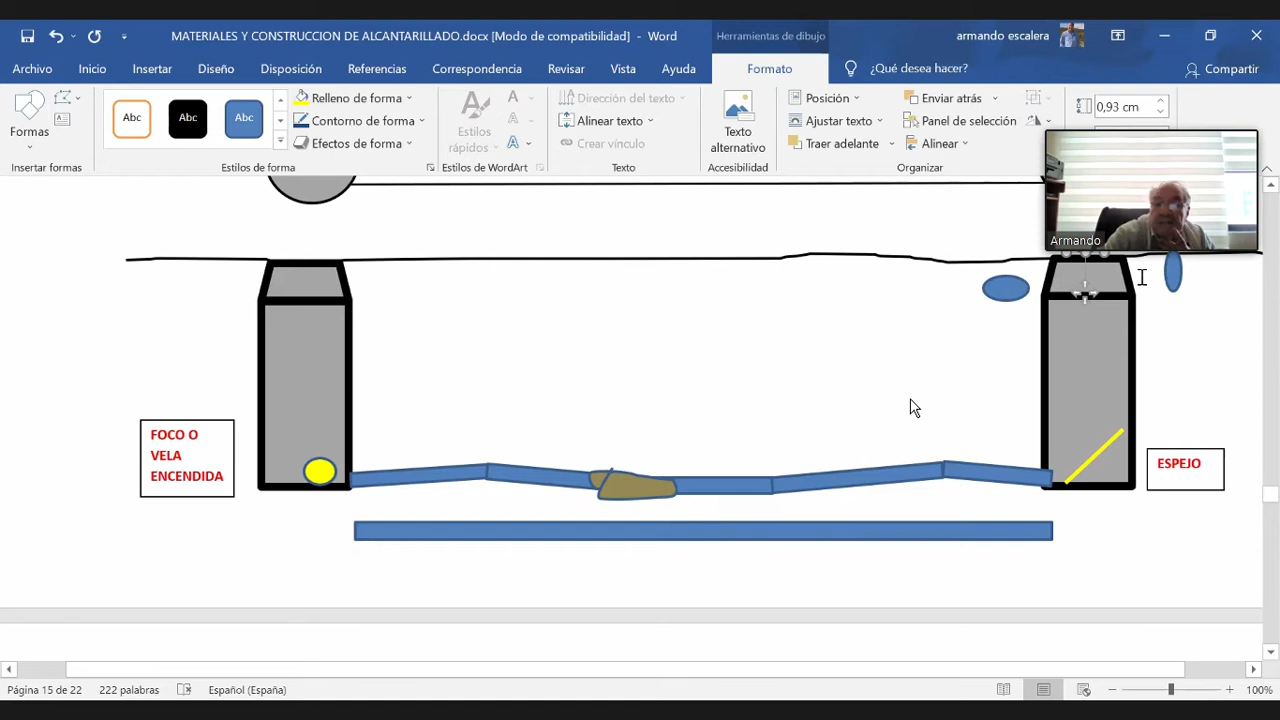 MATERIALES Y CONSTRUCCION DE ALCANTARILLADO.docx [Modo de compatibilidad] - Word
Herramientas de dibujo
armando escalera
Archivo Inicio Insertar Diseño Disposición Referencias Correspondencia Revisar Vista Ayuda Formato ¿Qué desea hacer? Compartir
Formas
Insertar formas
Abc Abc Abc
Relleno de forma
Contorno de forma
Efectos de forma
Estilos de forma
Estilos rápidos
Estilos de WordArt
Dirección del texto
Alinear texto
Crear vínculo
Texto
Texto alternativo
Accesibilidad
Posición
Ajustar texto
Traer adelante
Enviar atrás
Panel de selección
Alinear
Organizar
0,93 cm
Armando
FOCO O
VELA
ENCENDIDA
ESPEJO
Página 15 de 22 222 palabras Español (España) 100%